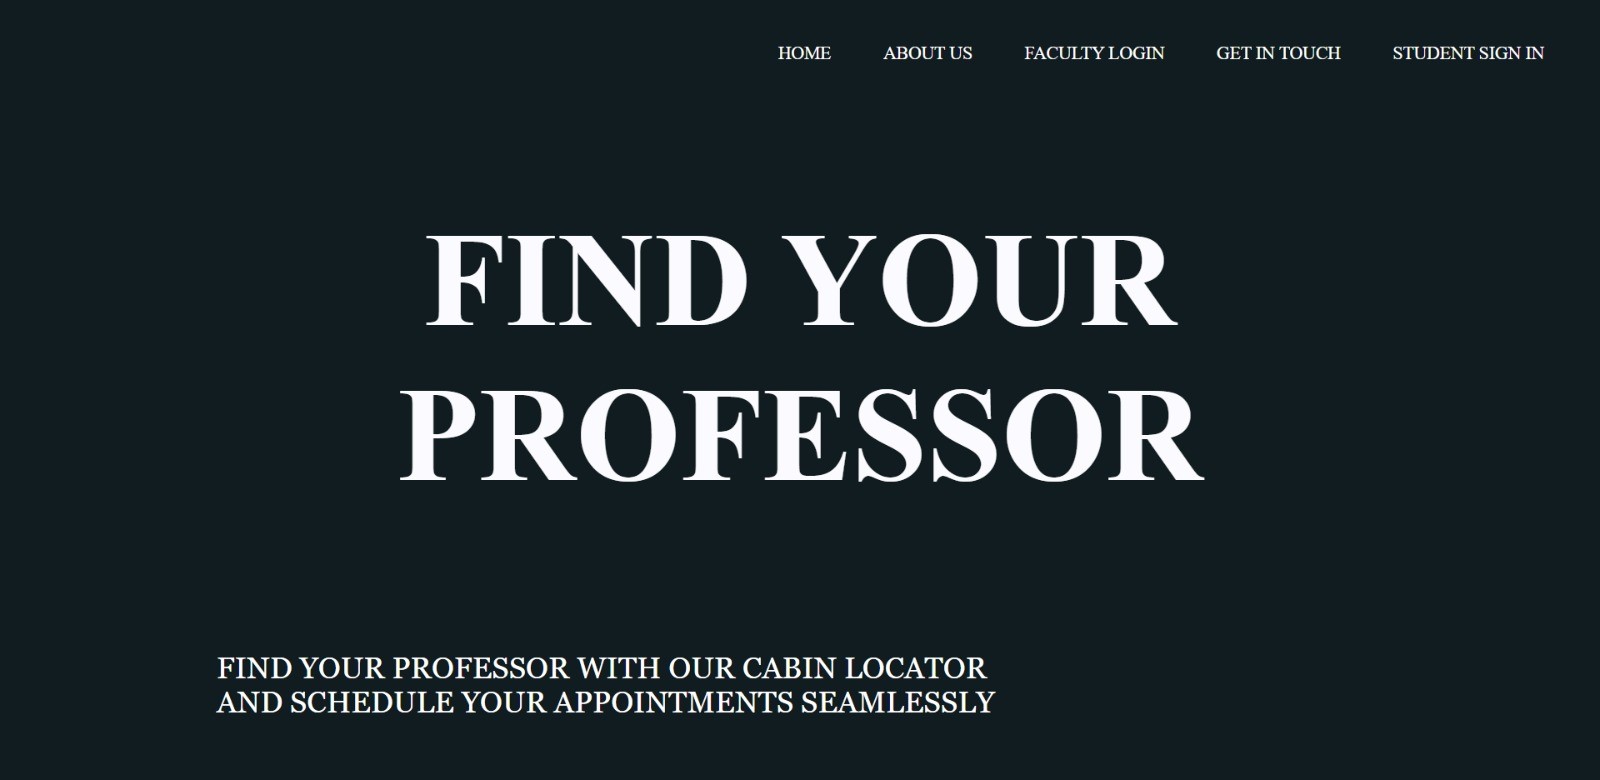 HOME ABOUT US FACULTY LOGIN GET IN TOUCH STUDENT SIGN IN
FIND YOUR
PROFESSOR
FIND YOUR PROFESSOR WITH OUR CABIN LOCATOR
AND SCHEDULE YOUR APPOINTMENTS SEAMLESSLY